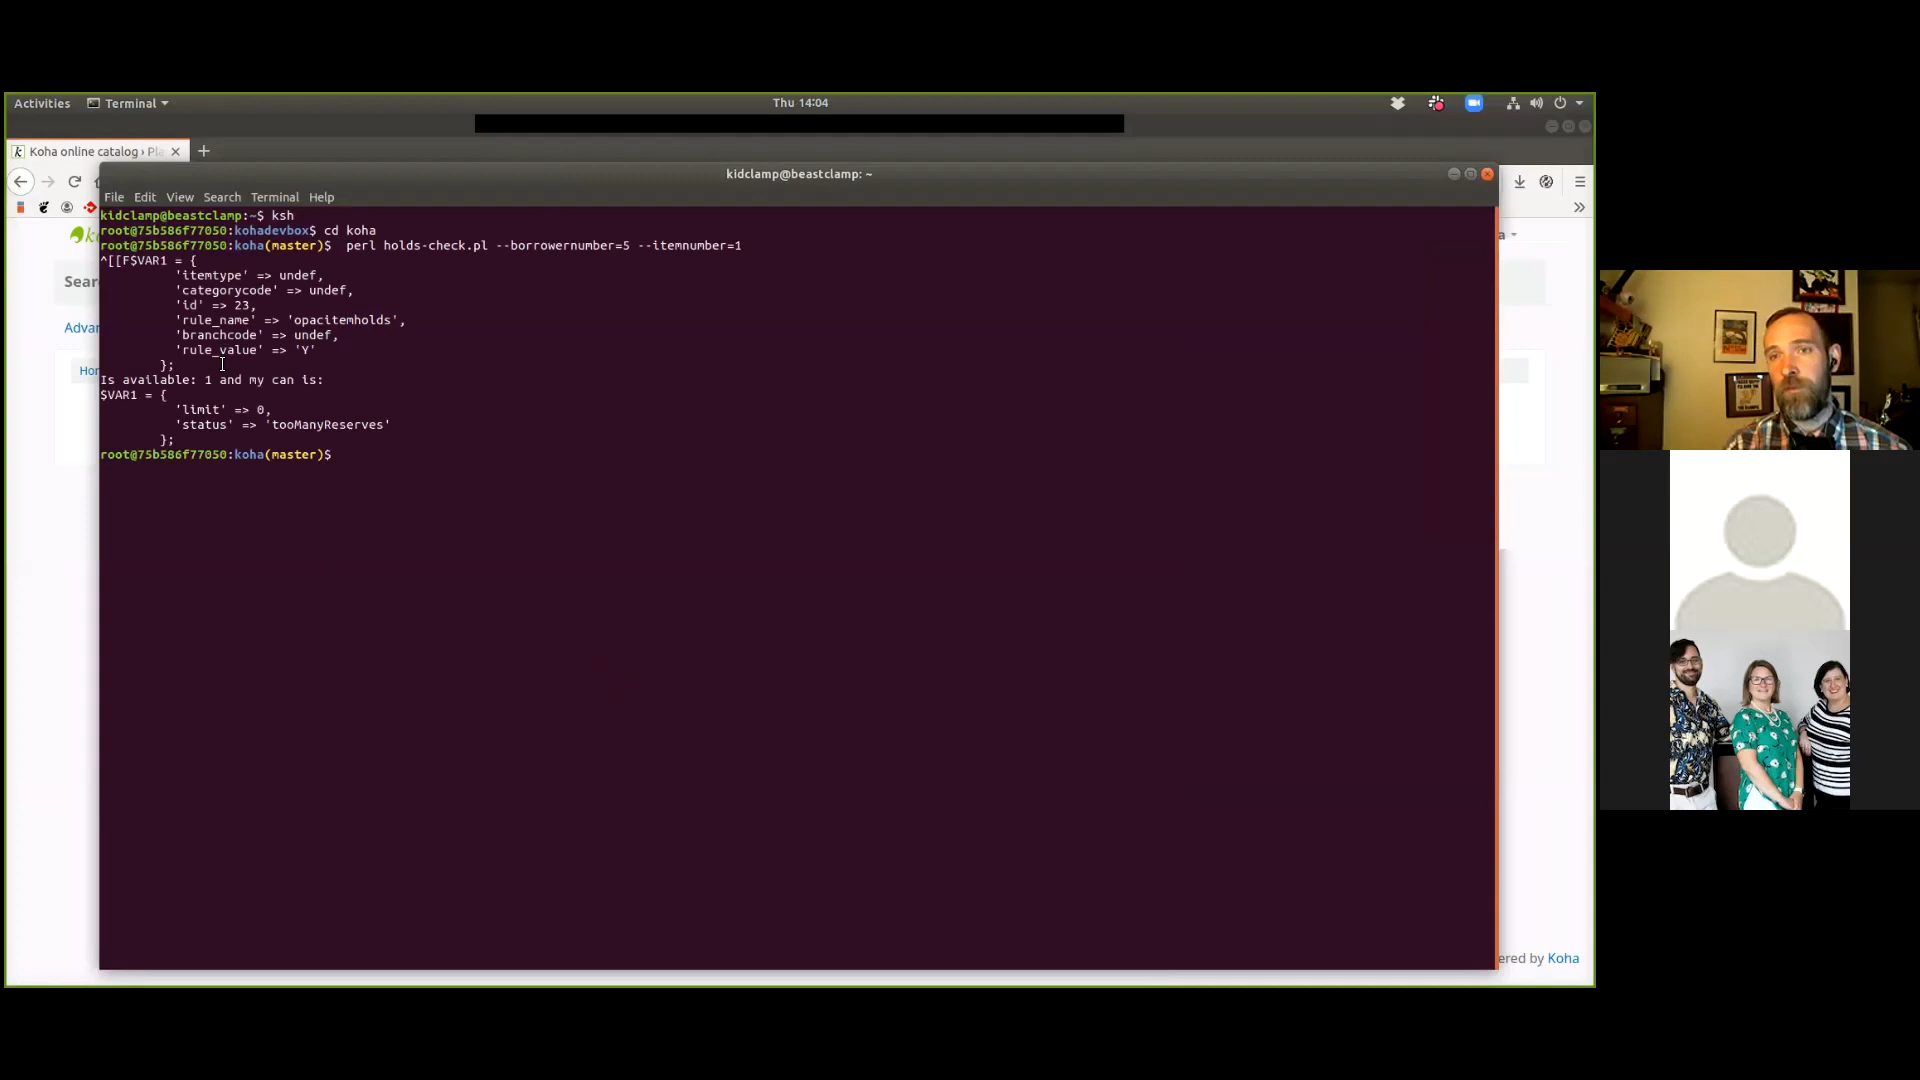 Activities Terminal Thu 14:04
Koha online catalog › Pla
kidclamp@beastclamp: ~
File Edit View Search Terminal Help
kidclamp@beastclamp:~$ ksh
root@75b586f77050:kohadevbox$ cd koha
root@75b586f77050:koha(master)$  perl holds-check.pl --borrowernumber=5 --itemnumber=1
^[[F$VAR1 = {
          'itemtype' => undef,
          'categorycode' => undef,
          'id' => 23,
          'rule_name' => 'opacitemholds',
          'branchcode' => undef,
          'rule_value' => 'Y'
        };
Is available: 1 and my can is:
$VAR1 = {
          'limit' => 0,
          'status' => 'tooManyReserves'
        };
root@75b586f77050:koha(master)$
Sear
Advan
Hor
ered by Koha